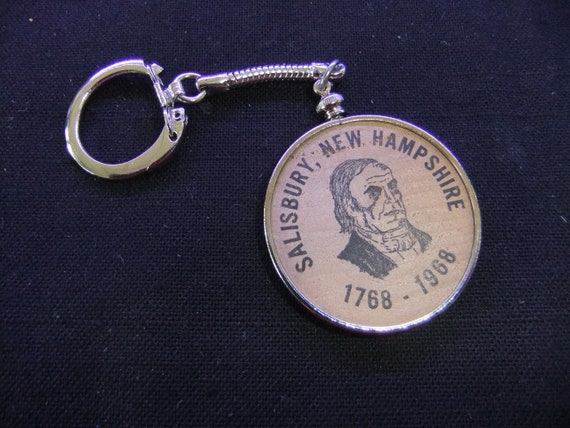 SALISBURY, NEW HAMPSHIRE
1768 - 1968